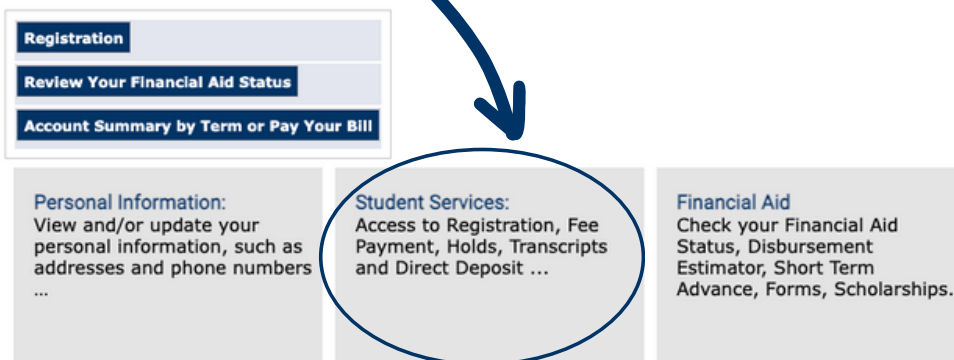 Registration
Review Your Financial Aid Status
Account Summary by Term or Pay Your Bill
Personal Information:
View and/or update your
personal information, such as
addresses and phone numbers
...
Student Services:
Access to Registration, Fee
Payment, Holds, Transcripts
and Direct Deposit ...
Financial Aid
Check your Financial Aid
Status, Disbursement
Estimator, Short Term
Advance, Forms, Scholarships.